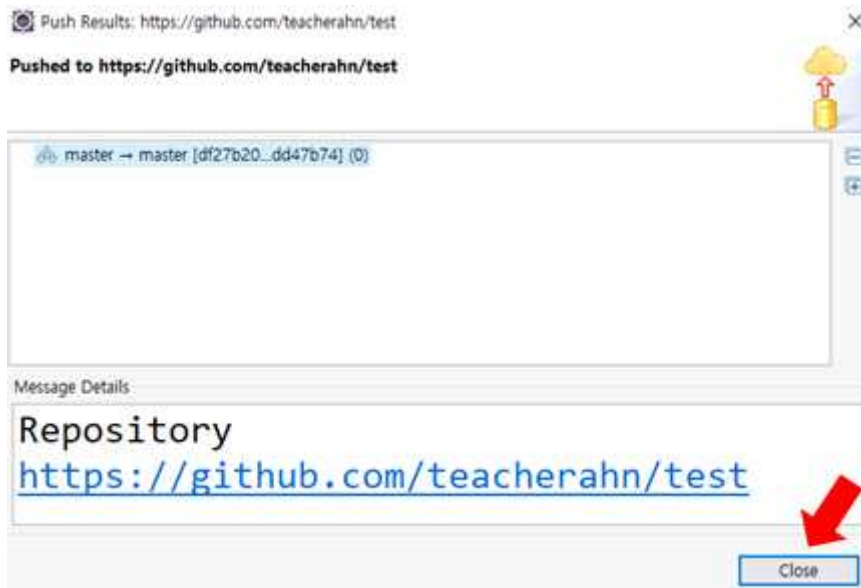 Push Results: https://github.com/teacherahn/test
Pushed to https://github.com/teacherahn/test
master → master [df27b20...dd47b74] (0)
Message Details
Repository
https://github.com/teacherahn/test
Close